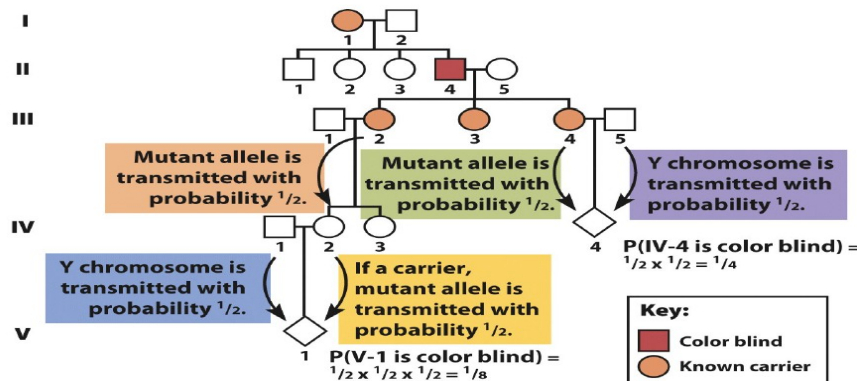 I
1 2
II
1 2 3 4 5
III
1 2 3 4 5
Mutant allele is
transmitted with
probability 1/2.
Mutant allele is
transmitted with
probability 1/2.
Y chromosome is
transmitted with
probability 1/2.
IV
1 2 3
4
P(IV-4 is color blind) =
1/2 x 1/2 = 1/4
Y chromosome is
transmitted with
probability 1/2.
If a carrier,
mutant allele is
transmitted with
probability 1/2.
V
1
P(V-1 is color blind) =
1/2 x 1/2 x 1/2 = 1/8
Key:
Color blind
Known carrier